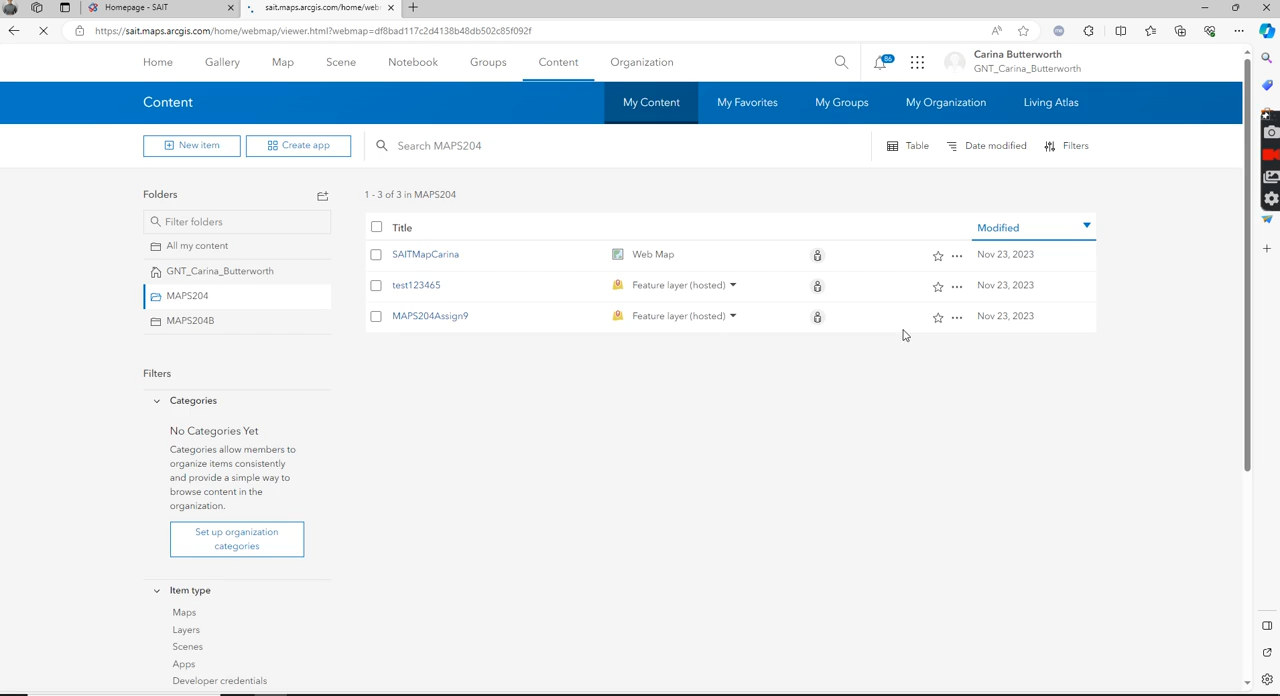 Homepage - SAIT
sait.maps.arcgis.com/home/web
https://sait.maps.arcgis.com/home/webmap/viewer.html?webmap=df8bad117c2d4138b48db502c85f092f
Home Gallery Map Scene Notebook Groups Content Organization
86
Carina Butterworth
GNT_Carina_Butterworth
Content
My Content My Favorites My Groups My Organization Living Atlas
New item Create app Search MAPS204 Table Date modified Filters
Folders
1 - 3 of 3 in MAPS204
Filter folders
Title Modified
All my content
SAITMapCarina Web Map Nov 23, 2023
GNT_Carina_Butterworth
test123465 Feature layer (hosted) Nov 23, 2023
MAPS204
MAPS204Assign9 Feature layer (hosted) Nov 23, 2023
MAPS204B
Filters
Categories
No Categories Yet
Categories allow members to
organize items consistently
and provide a simple way to
browse content in the
organization.
Set up organization
categories
Item type
Maps
Layers
Scenes
Apps
Developer credentials